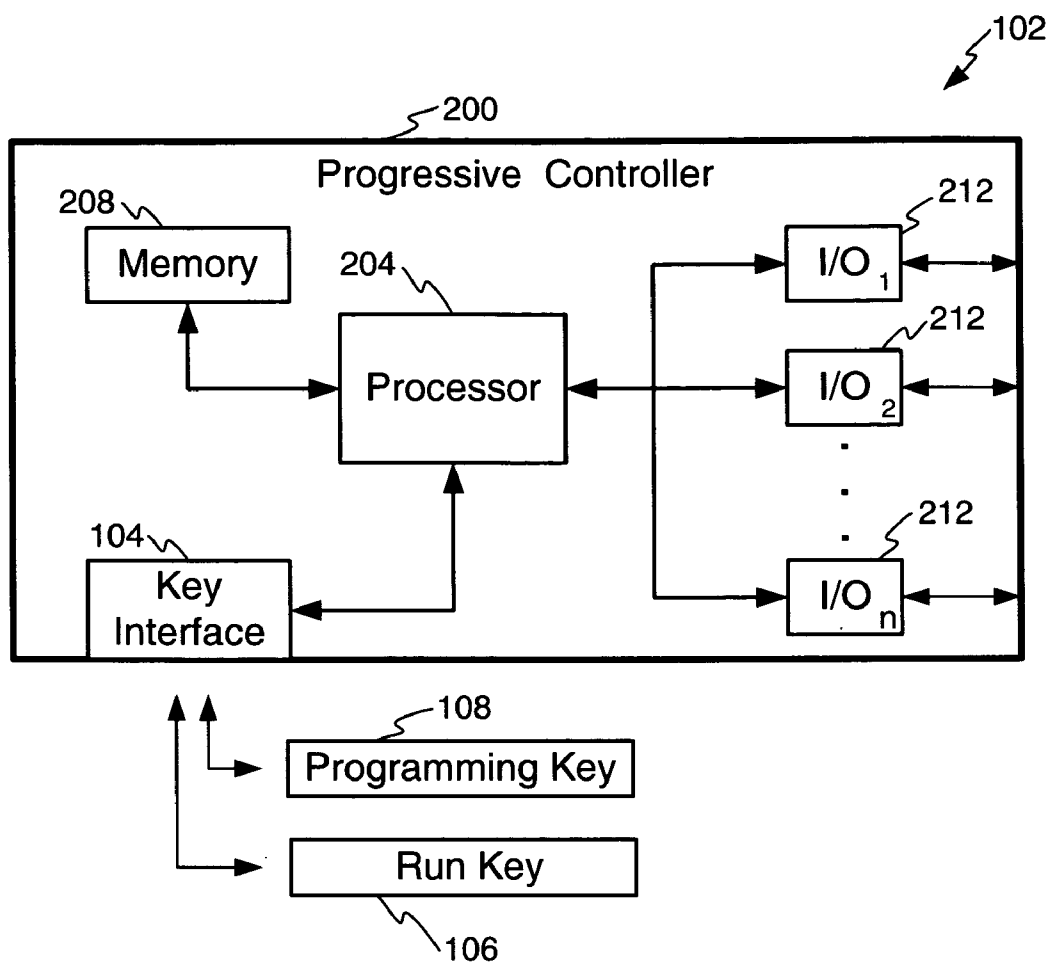 102
200
Progressive Controller
208
Memory
204
Processor
212
I/O 1
212
I/O 2
212
I/O n
104
Key
Interface
108
Programming Key
Run Key
106